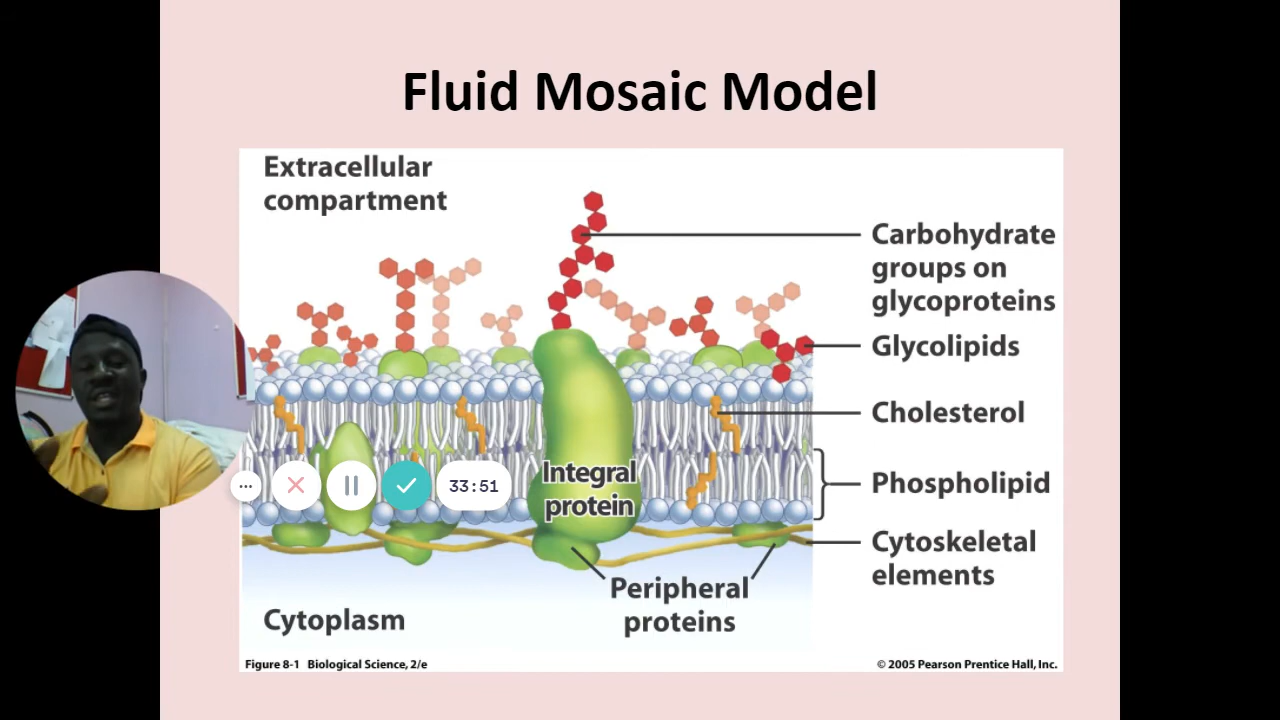 Fluid Mosaic Model
Extracellular
compartment
Carbohydrate
groups on
glycoproteins
Glycolipids
Cholesterol
Integral
protein
Phospholipid
33:51
Cytoskeletal
elements
Peripheral
proteins
Cytoplasm
Figure 8-1 Biological Science, 2/e
© 2005 Pearson Prentice Hall, Inc.